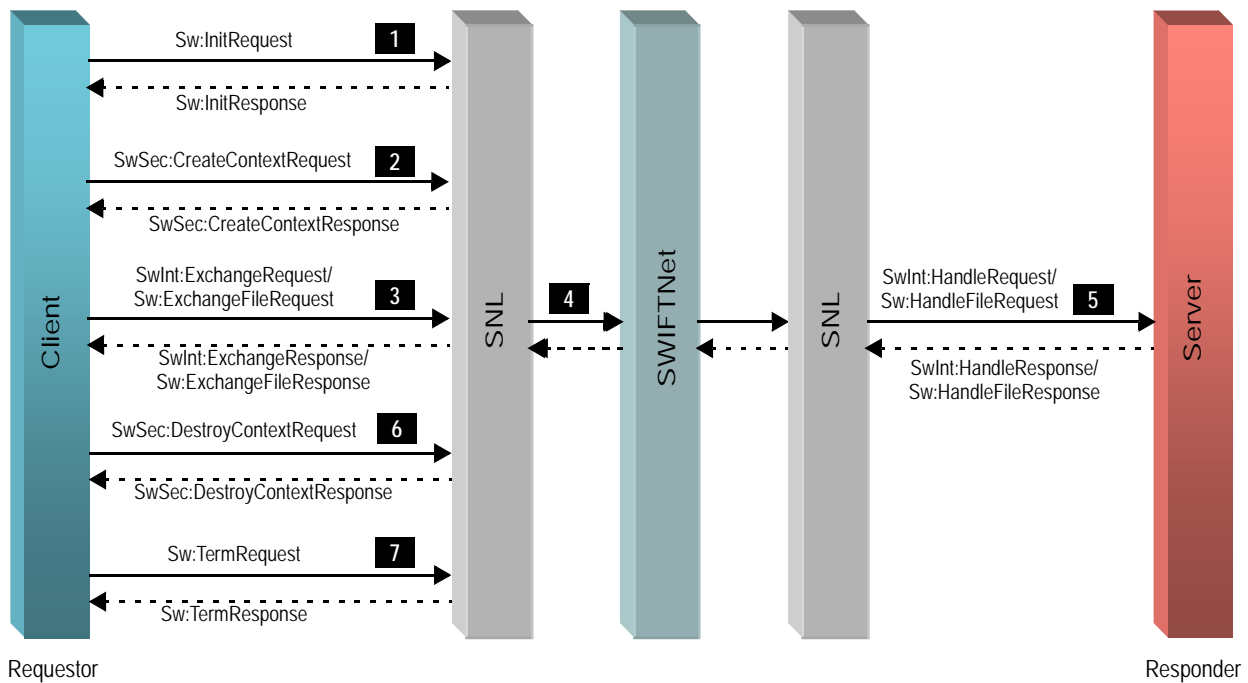 Sw:InitRequest 1
Sw:InitResponse
SwSec:CreateContextRequest 2
SwSec:CreateContextResponse
SwInt:ExchangeRequest/
Sw:ExchangeFileRequest 3
SwInt:ExchangeResponse/
Sw:ExchangeFileResponse
SwSec:DestroyContextRequest 6
SwSec:DestroyContextResponse
Sw:TermRequest 7
Sw:TermResponse
Client
SNL
4
SWIFTNet
SNL
SwInt:HandleRequest/
Sw:HandleFileRequest 5
SwInt:HandleResponse/
Sw:HandleFileResponse
Server
Requestor
Responder